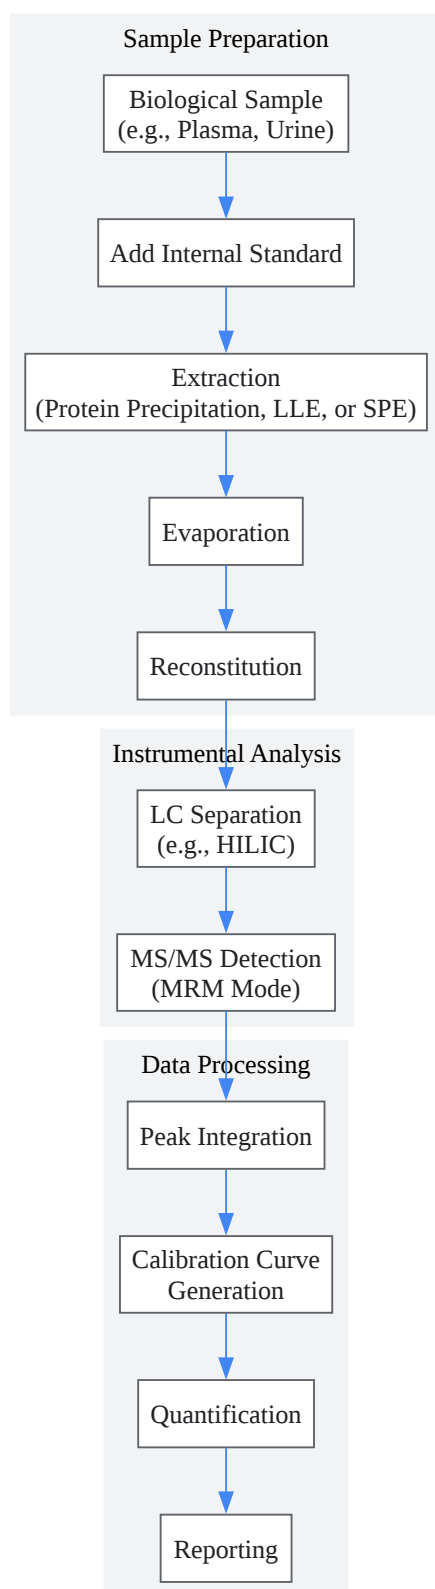 Sample Preparation
Biological Sample
(e.g., Plasma, Urine)
Add Internal Standard
Extraction
(Protein Precipitation, LLE, or SPE)
Evaporation
Reconstitution
Instrumental Analysis
LC Separation
(e.g., HILIC)
MS/MS Detection
(MRM Mode)
Data Processing
Peak Integration
Calibration Curve
Generation
Quantification
Reporting